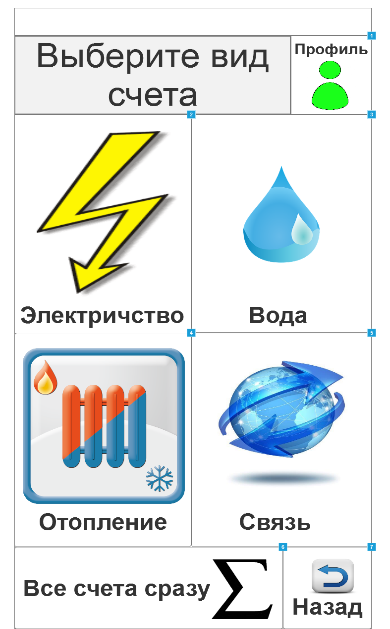 Выберите вид
счета
Профиль
Электричство
Вода
Отопление
Связь
Все счета сразу Σ
Назад